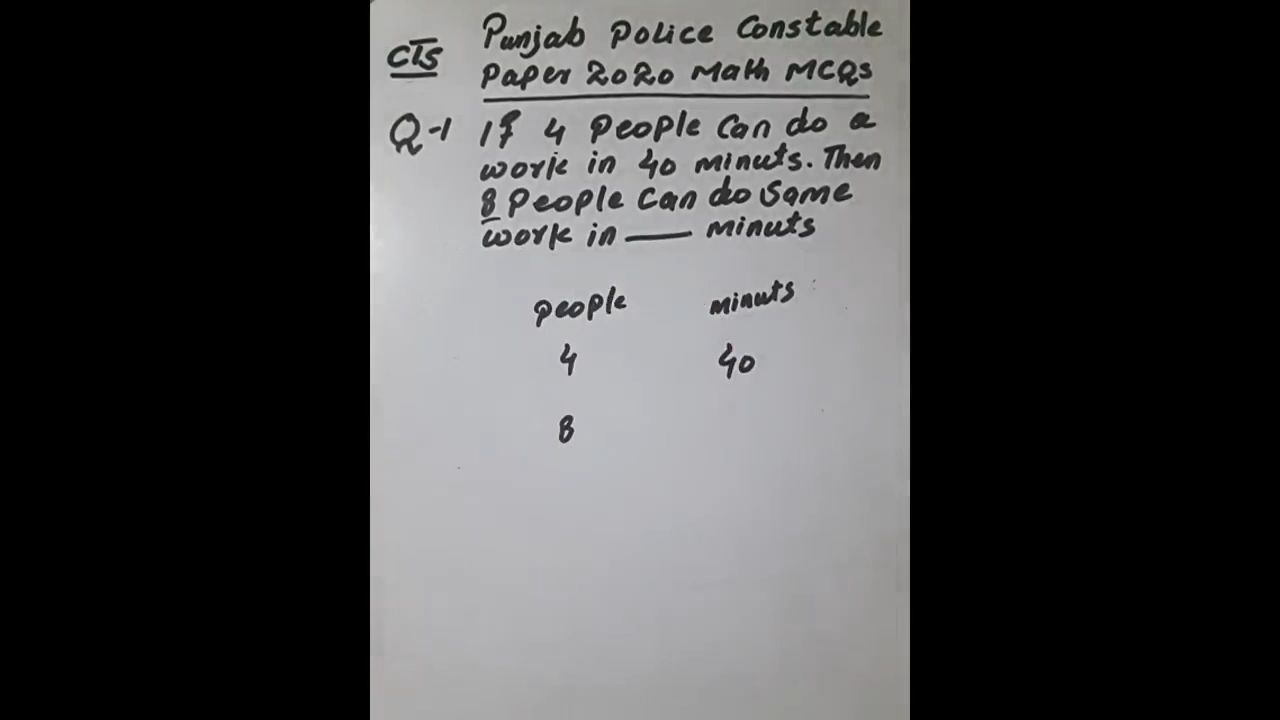 CTS Punjab Police Constable
Paper 2020 Math MCQs
Q-1 If 4 People Can do a
work in 40 minuts. Then
8 People Can do Same
work in ___ minuts
people minuts
4 40
8